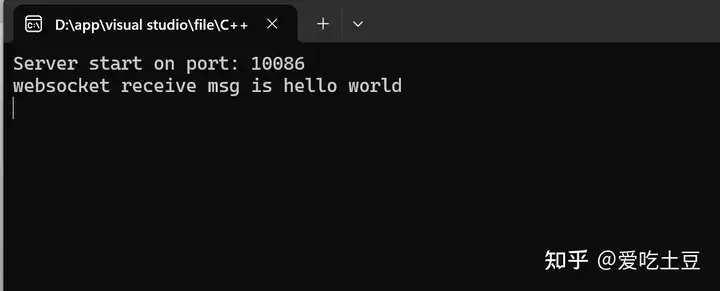 D:\app\visual studio\file\C++
Server start on port: 10086
websocket receive msg is hello world
知乎 @爱吃土豆